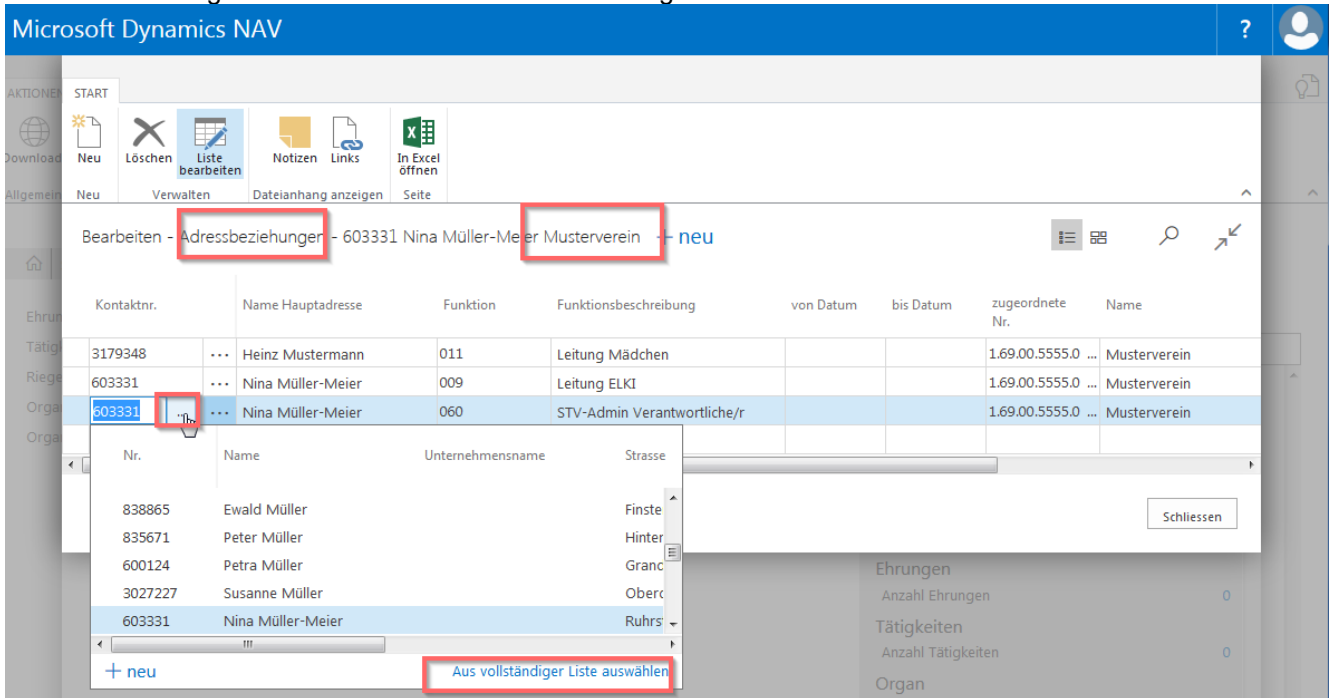 Microsoft Dynamics NAV ?
AKTIONEN START
Download Neu Löschen Liste bearbeiten Notizen Links In Excel öffnen
Allgemein Neu Verwalten Dateianhang anzeigen Seite
Bearbeiten - Adressbeziehungen - 603331 Nina Müller-Meier Musterverein + neu
Kontaktnr. Name Hauptadresse Funktion Funktionsbeschreibung von Datum bis Datum zugeordnete Nr. Name
3179348 ... Heinz Mustermann 011 Leitung Mädchen 1.69.00.5555.0 ... Musterverein
603331 ... Nina Müller-Meier 009 Leitung ELKI 1.69.00.5555.0 ... Musterverein
603331 ... ... Nina Müller-Meier 060 STV-Admin Verantwortliche/r 1.69.00.5555.0 ... Musterverein
Nr. Name Unternehmensname Strasse
838865 Ewald Müller Finste
835671 Peter Müller Hinter
600124 Petra Müller Grand
3027227 Susanne Müller Oberd
603331 Nina Müller-Meier Ruhrs
+ neu Aus vollständiger Liste auswählen
Schliessen
Ehrun
Tätigk
Riege
Orga
Orga
Ehrungen
Anzahl Ehrungen 0
Tätigkeiten
Anzahl Tätigkeiten 0
Organ